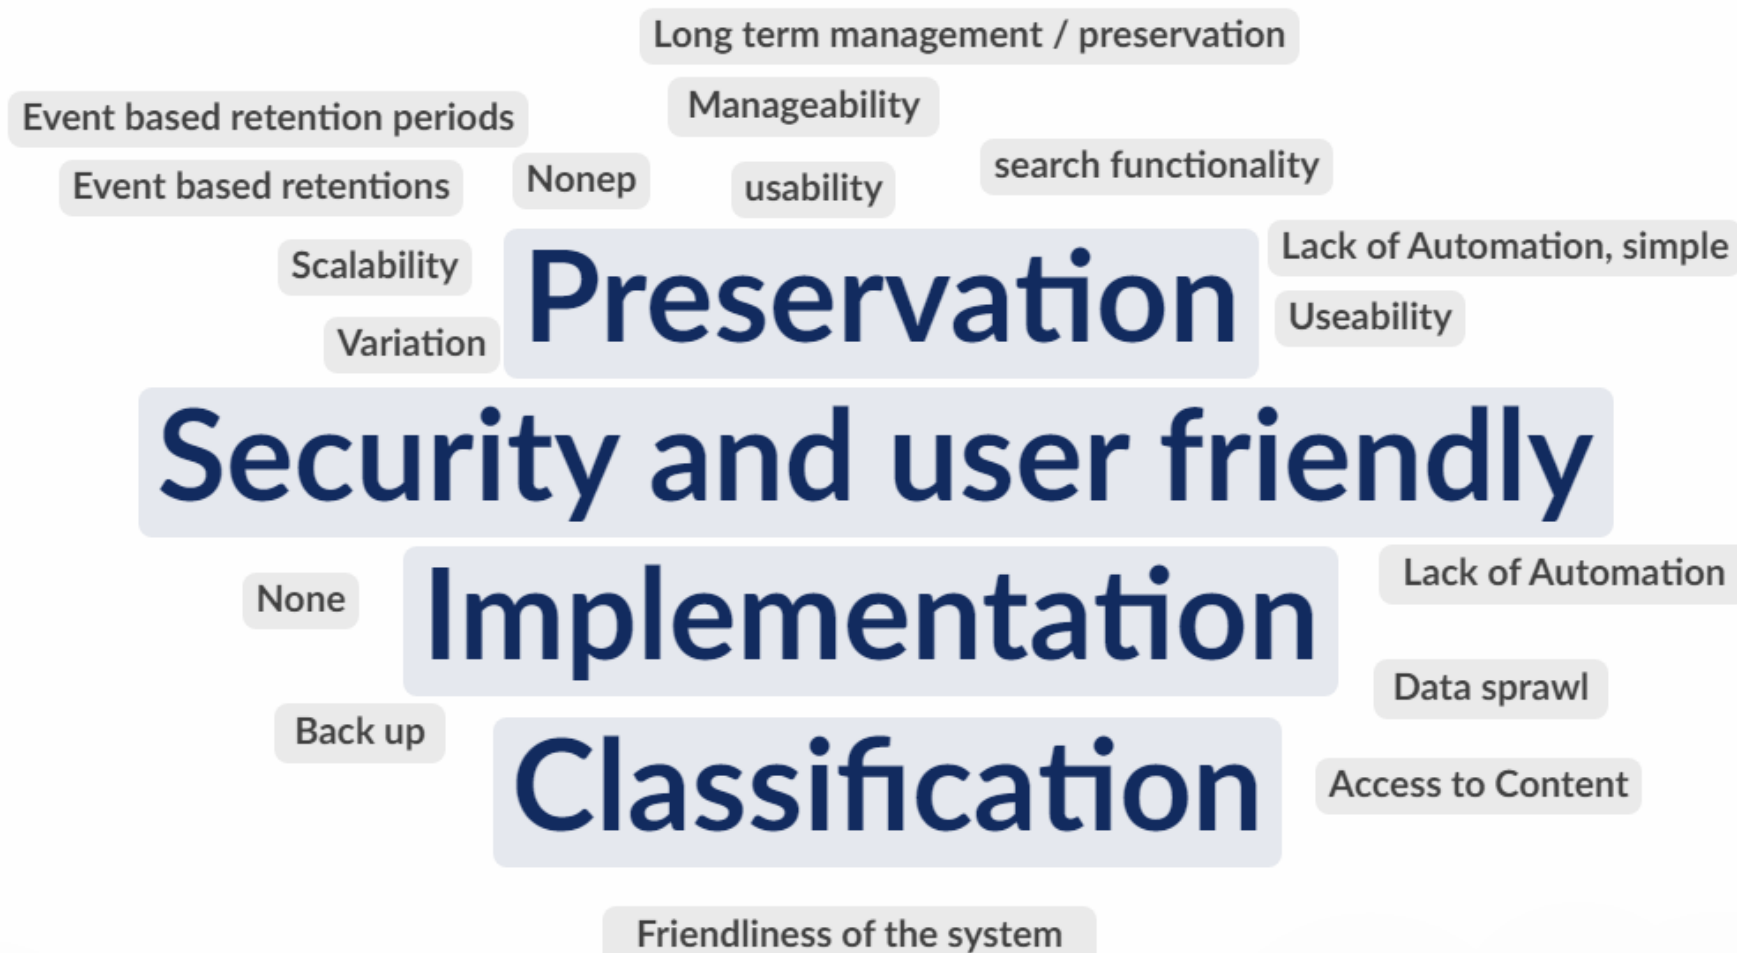 Long term management / preservation
Manageability
Event based retention periods
search functionality
Nonep
Event based retentions
usability
Lack of Automation, simple
Scalability
Preservation
Useability
Variation
Security and user friendly
Lack of Automation
None
Implementation
Data sprawl
Back up
Classification
Access to Content
Friendliness of the system